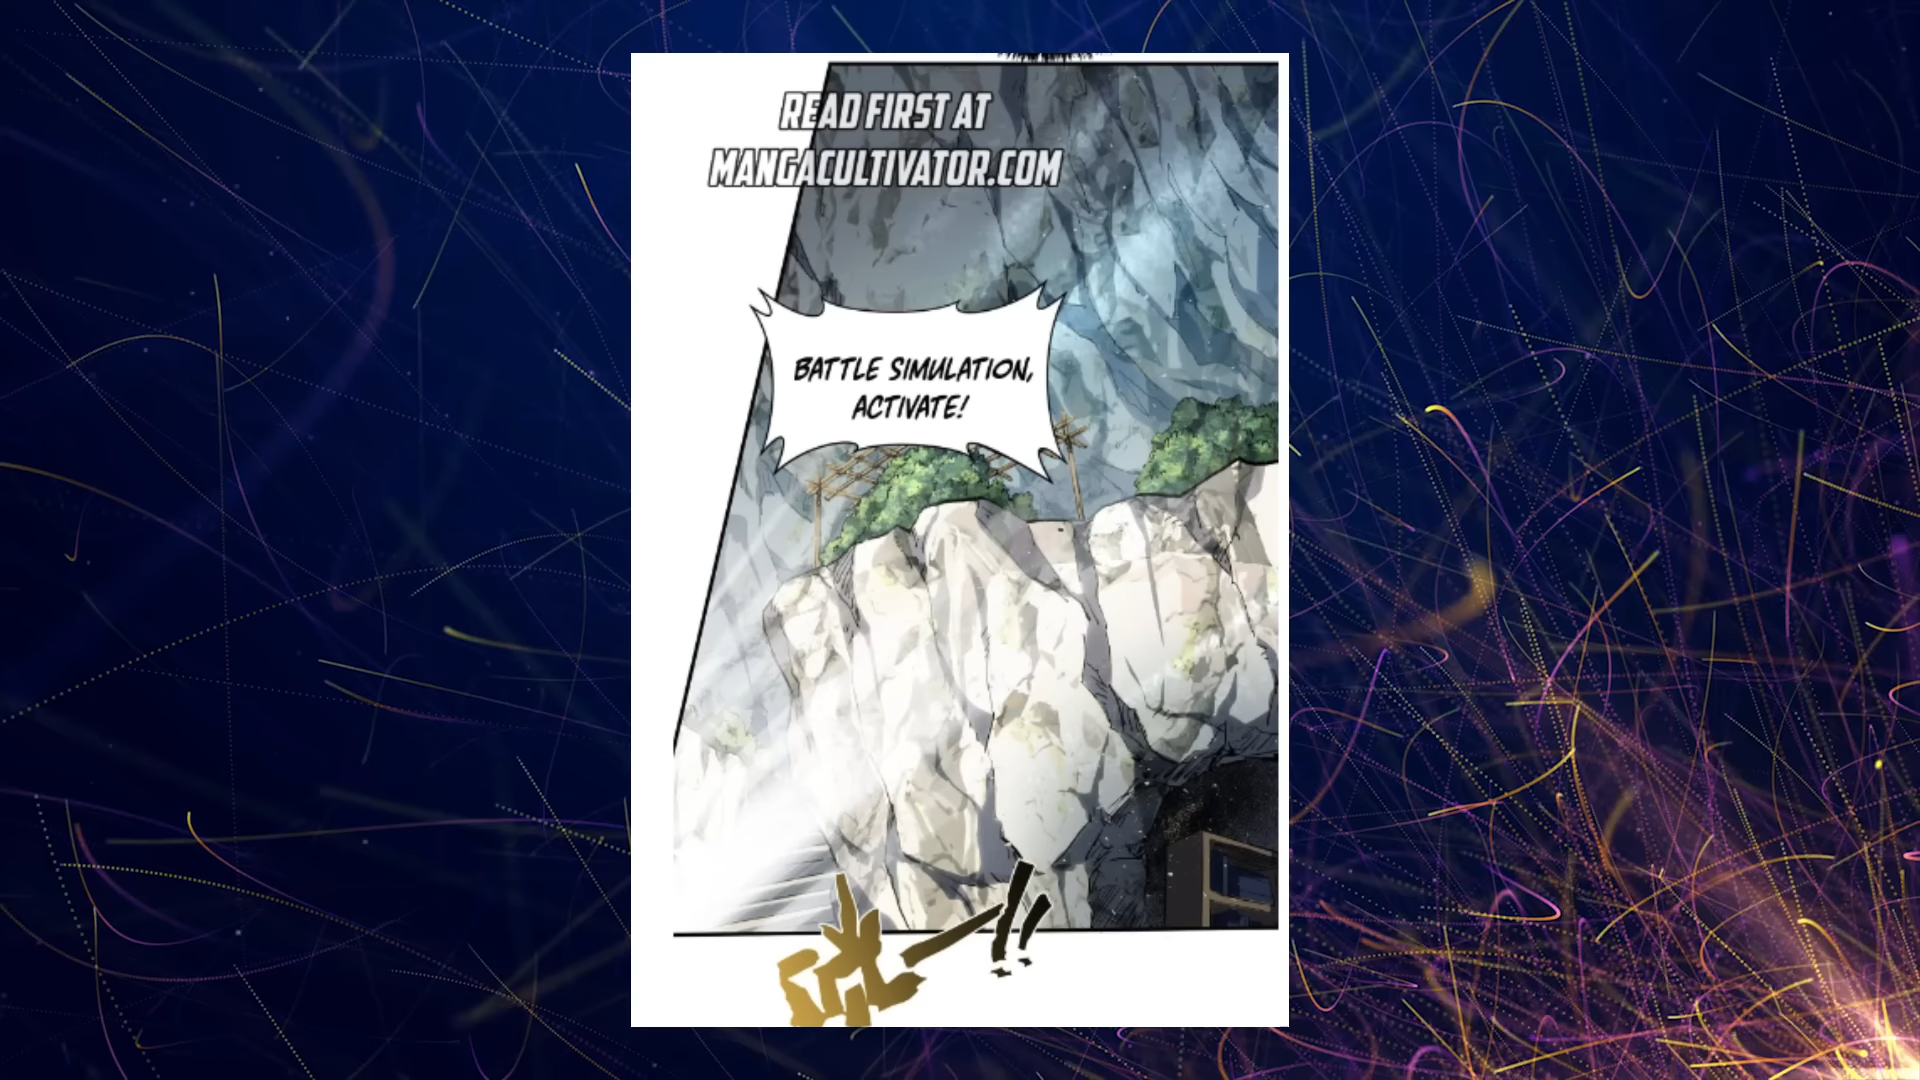 READ FIRST AT
MANGACULTIVATOR.COM
BATTLE SIMULATION,
ACTIVATE!